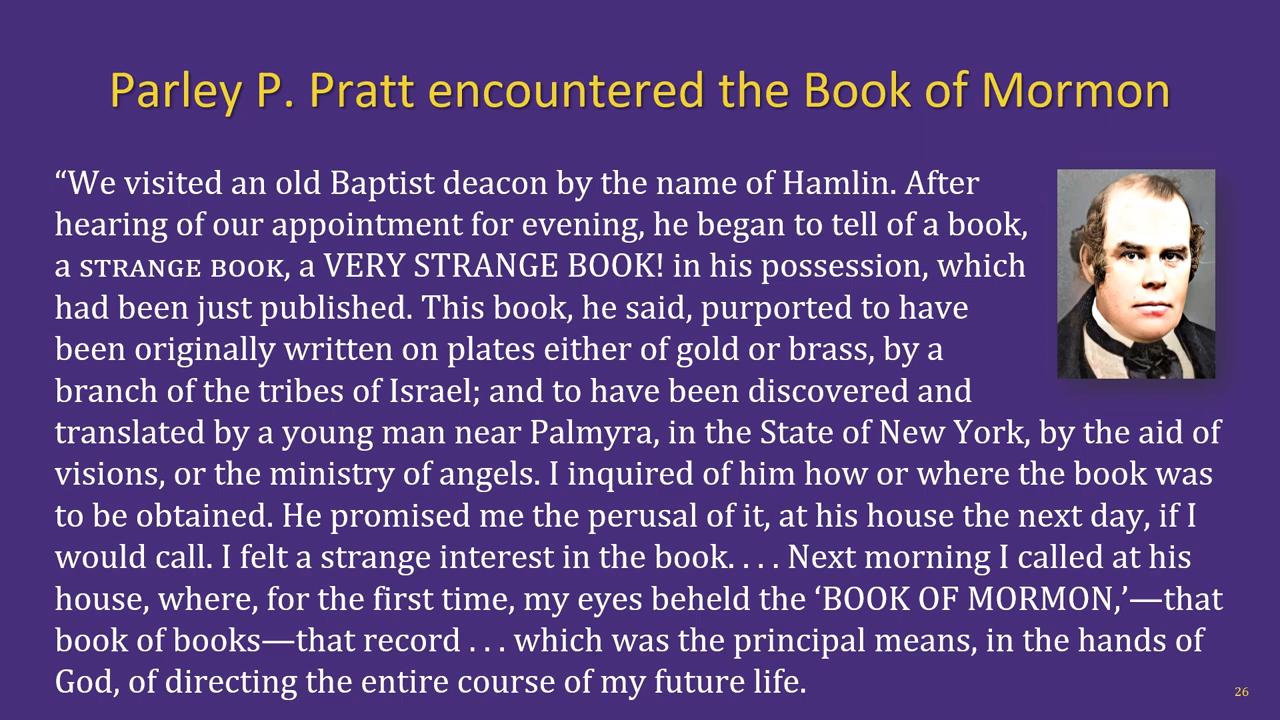 Parley P. Pratt encountered the Book of Mormon
“We visited an old Baptist deacon by the name of Hamlin. After
hearing of our appointment for evening, he began to tell of a book,
a STRANGE BOOK, a VERY STRANGE BOOK! in his possession, which
had been just published. This book, he said, purported to have
been originally written on plates either of gold or brass, by a
branch of the tribes of Israel; and to have been discovered and
translated by a young man near Palmyra, in the State of New York, by the aid of
visions, or the ministry of angels. I inquired of him how or where the book was
to be obtained. He promised me the perusal of it, at his house the next day, if I
would call. I felt a strange interest in the book. . . . Next morning I called at his
house, where, for the first time, my eyes beheld the ‘BOOK OF MORMON,’—that
book of books—that record . . . which was the principal means, in the hands of
God, of directing the entire course of my future life.
26